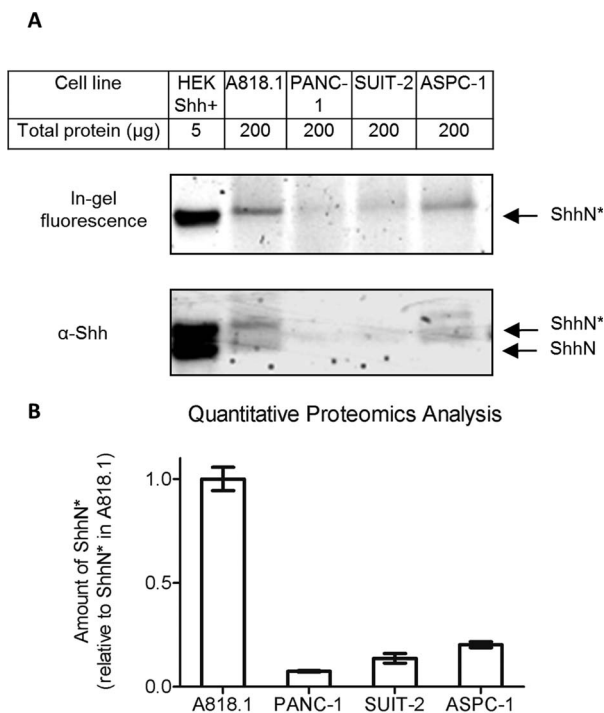 A
Cell line HEK Shh+ A818.1 PANC-1 SUIT-2 ASPC-1
Total protein (µg) 5 200 200 200 200
In-gel
fluorescence
ShhN*
α-Shh
ShhN*
ShhN
B
Quantitative Proteomics Analysis
Amount of ShhN*
(relative to ShhN* in A818.1)
1.0
0.5
0.0
A818.1 PANC-1 SUIT-2 ASPC-1